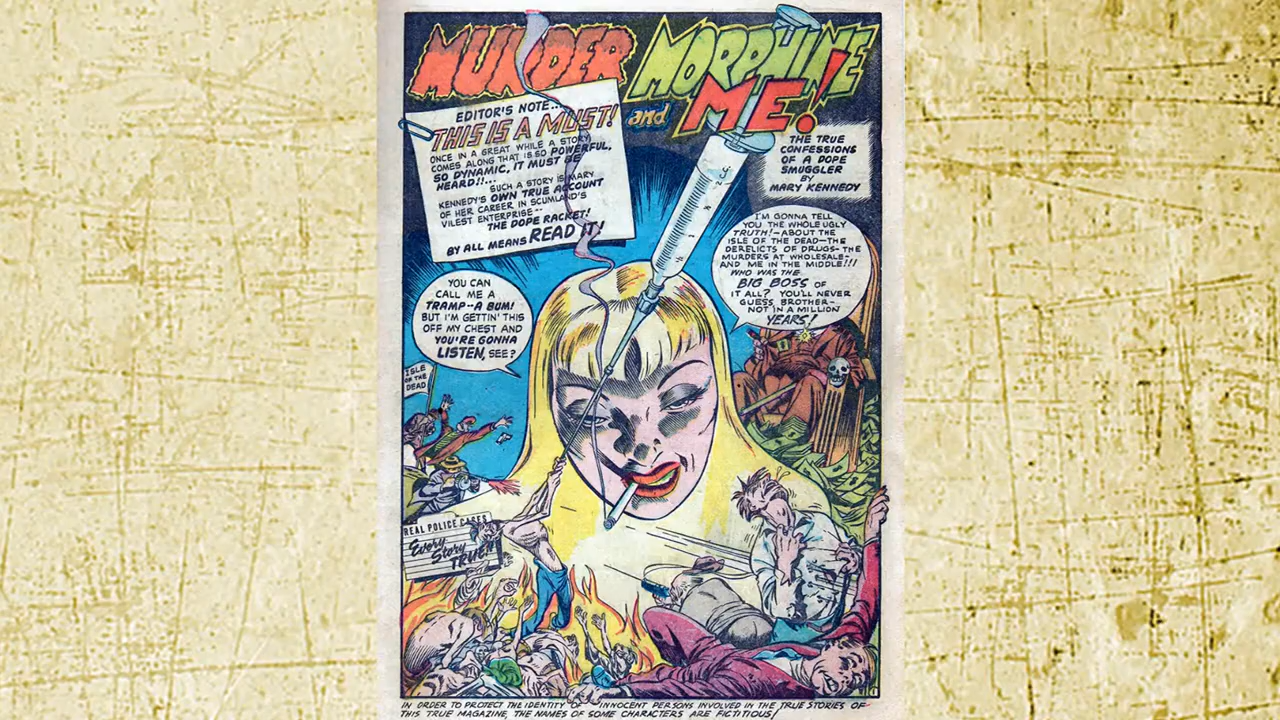 MURDER MORPHINE
and ME!
EDITOR'S NOTE...
THIS IS A MUST!
ONCE IN A GREAT WHILE A STORY
COMES ALONG THAT IS SO POWERFUL,
SO DYNAMIC, IT MUST BE
HEARD!!...
SUCH A STORY IS MARY
KENNEDY'S OWN TRUE ACCOUNT
OF HER CAREER IN SCUMLAND'S
VILEST ENTERPRISE--
THE DOPE RACKET!
BY ALL MEANS READ IT!
THE TRUE
CONFESSIONS
OF A DOPE
SMUGGLER
BY
MARY KENNEDY
YOU CAN
CALL ME A
TRAMP--A BUM!
BUT I'M GETTIN' THIS
OFF MY CHEST AND
YOU'RE GONNA
LISTEN, SEE?
I'M GONNA TELL
YOU THE WHOLE UGLY
TRUTH!-ABOUT THE
ISLE OF THE DEAD--THE
DERELICTS OF DRUGS-THE
MURDERS AT WHOLESALE-
AND ME IN THE MIDDLE!!!
WHO WAS THE
BIG BOSS OF
IT ALL? YOU'LL NEVER
GUESS BROTHER-
NOT IN A MILLION
YEARS!
ISLE
OF THE
DEAD
REAL POLICE CASES
Every
Story
TRUE!
IN ORDER TO PROTECT THE IDENTITY OF INNOCENT PERSONS INVOLVED IN THE TRUE STORIES OF
THIS TRUE MAGAZINE, THE NAMES OF SOME CHARACTERS ARE FICTITIOUS!